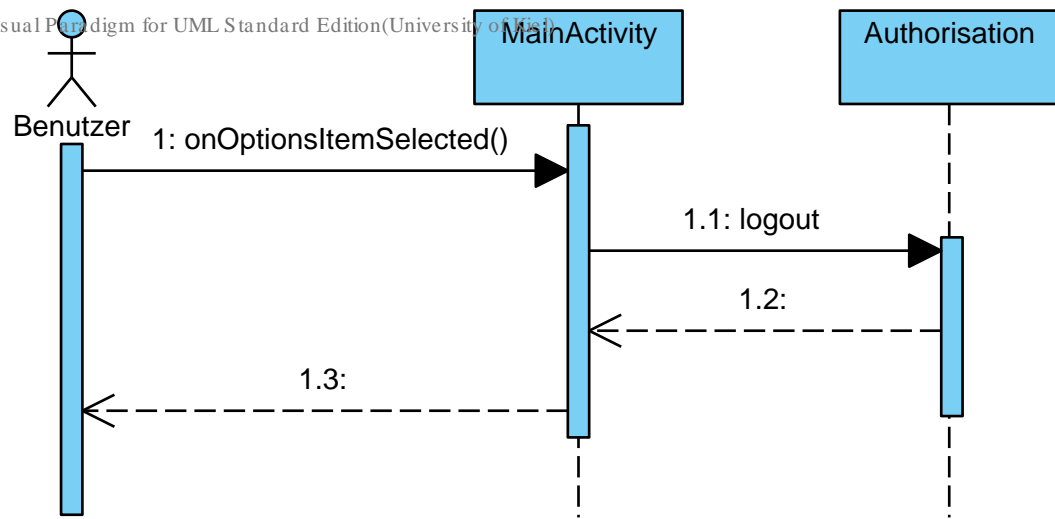 sual Paradigm for UML Standard Edition(University of Kiel)
MainActivity
Authorisation
Benutzer
1: onOptionsItemSelected()
1.1: logout
1.2:
1.3: